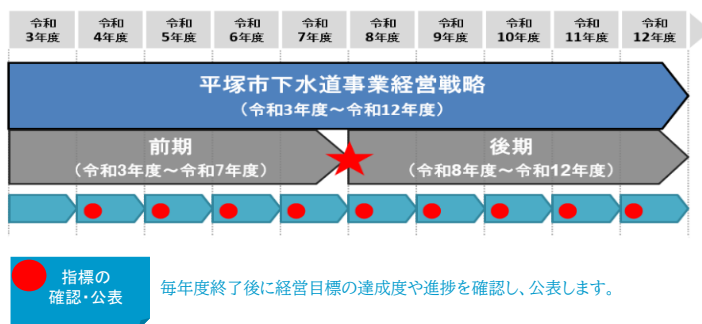 令和 令和 令和 令和 令和 令和 令和 令和 令和 令和
3年度 4年度 5年度 6年度 7年度 8年度 9年度 10年度 11年度 12年度
平塚市下水道事業経営戦略
（令和3年度～令和12年度）
前期 後期
（令和3年度～令和7年度） （令和8年度～令和12年度）
指標の
確認・公表
毎年度終了後に経営目標の達成度や進捗を確認し、公表します。